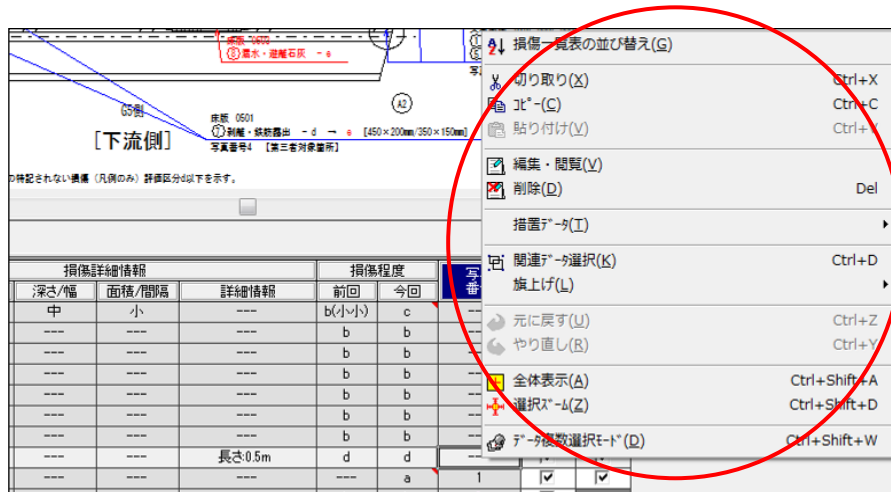 床版 0603
⑧漏水・遊離石灰 - e
A2
G5側
[下流側]
床版 0501
⑦剥離・鉄筋露出 - d → e [450×200mm/350×150mm]
写真番号4 【第三者対象箇所】
の特記されない損傷（凡例のみ）評価区分d以下を示す。
損傷詳細情報 損傷程度
深さ/幅 面積/間隔 詳細情報 前回 今回
中 小 --- b(小小) c
--- --- --- b b
--- --- --- b b
--- --- --- b b
--- --- --- b b
--- --- --- b b
--- --- --- b b
--- --- 長さ:0.5m d d ---
--- --- --- --- a 1
損傷一覧表の並び替え(G)
切り取り(X) Ctrl+X
ｺﾋﾟｰ(C) Ctrl+C
貼り付け(V) Ctrl+V
編集・閲覧(V)
削除(D) Del
措置ﾃﾞｰﾀ(T)
関連ﾃﾞｰﾀ選択(K) Ctrl+D
旗上げ(L)
元に戻す(U) Ctrl+Z
やり直し(R) Ctrl+Y
全体表示(A) Ctrl+Shift+A
選択ｽﾞｰﾑ(Z) Ctrl+Shift+D
ﾃﾞｰﾀ複数選択ﾓｰﾄﾞ(D) Ctrl+Shift+W